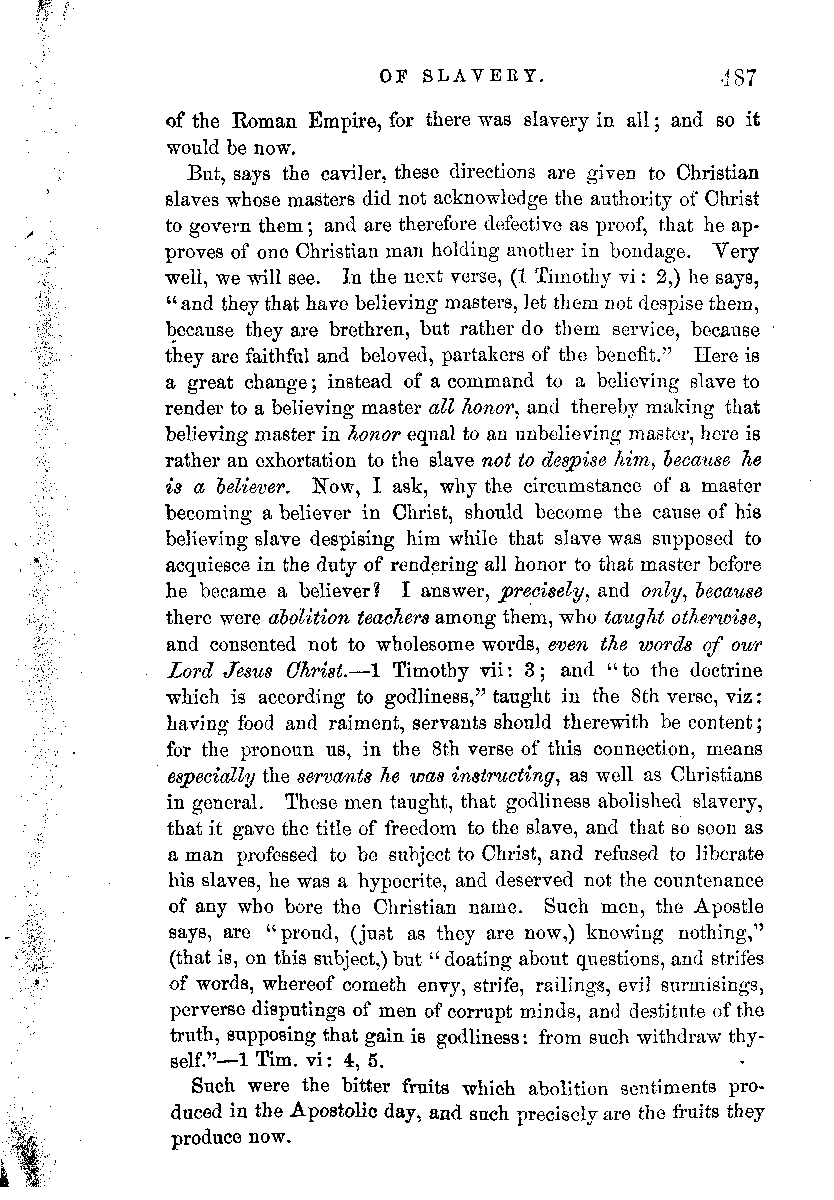 OF SLAVERY. 487
of the Roman Empire, for there was slavery in all; and so it
would be now.
But, says the caviler, these directions are given to Christian
slaves whose masters did not acknowledge the authority of Christ
to govern them; and are therefore defective as proof, that he ap-
proves of one Christian man holding another in bondage. Very
well, we will see. In the next verse, (1 Timothy vi: 2,) he says,
"and they that have believing masters, let them not despise them,
because they are brethren, but rather do them service, because
they are faithful and beloved, partakers of the benefit." Here is
a great change; instead of a command to a believing slave to
render to a believing master all honor, and thereby making that
believing master in honor equal to an unbelieving master, here is
rather an exhortation to the slave not to despise him, because he
is a believer. Now, I ask, why the circumstance of a master
becoming a believer in Christ, should become the cause of his
believing slave despising him while that slave was supposed to
acquiesce in the duty of rendering all honor to that master before
he became a believer? I answer, precisely, and only, because
there were abolition teachers among them, who taught otherwise,
and consented not to wholesome words, even the words of our
Lord Jesus Christ.—1 Timothy vii: 3; and "to the doctrine
which is according to godliness," taught in the 8th verse, viz:
having food and raiment, servants should therewith be content;
for the pronoun us, in the 8th verse of this connection, means
especially the servants he was instructing, as well as Christians
in general. These men taught, that godliness abolished slavery,
that it gave the title of freedom to the slave, and that so soon as
a man professed to be subject to Christ, and refused to liberate
his slaves, he was a hypocrite, and deserved not the countenance
of any who bore the Christian name. Such men, the Apostle
says, are "proud, (just as they are now,) knowing nothing,"
(that is, on this subject,) but "doating about questions, and strifes
of words, whereof cometh envy, strife, railings, evil surmisings,
perverse disputings of men of corrupt minds, and destitute of the
truth, supposing that gain is godliness: from such withdraw thy-
self."—1 Tim. vi: 4, 5.
Such were the bitter fruits which abolition sentiments pro-
duced in the Apostolic day, and such precisely are the fruits they
produce now.